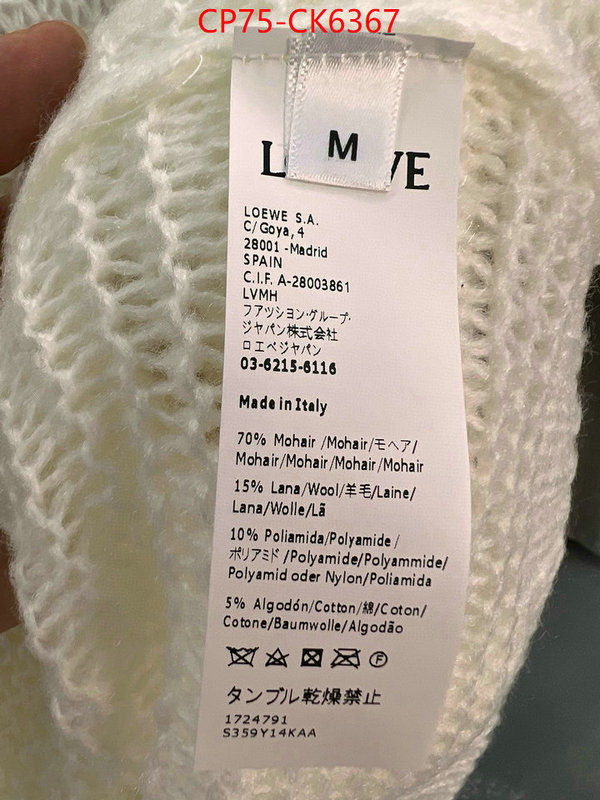 CP75-CK6367
M
LOEWE
LOEWE S.A.
C/Goya, 4
28001 -Madrid
SPAIN
C.I.F. A-28003861
LVMH
ファツション·グループ·
ジャパン株式会社
ロエベジャパン
03-6215-6116
Made in Italy
70% Mohair /Mohair/モヘア/
Mohair/Mohair/Mohair/Mohair
15% Lana/Wool/羊毛/Laine/
Lana/Wolle/Lã
10% Poliamida/Polyamide /
ポリアミド /Polyamide/Polyammide/
Polyamid oder Nylon/Poliamida
5% Algodón/Cotton/綿/Coton/
Cotone/Baumwolle/Algodão
F
タンブル乾燥禁止
1724791
S359Y14KAA